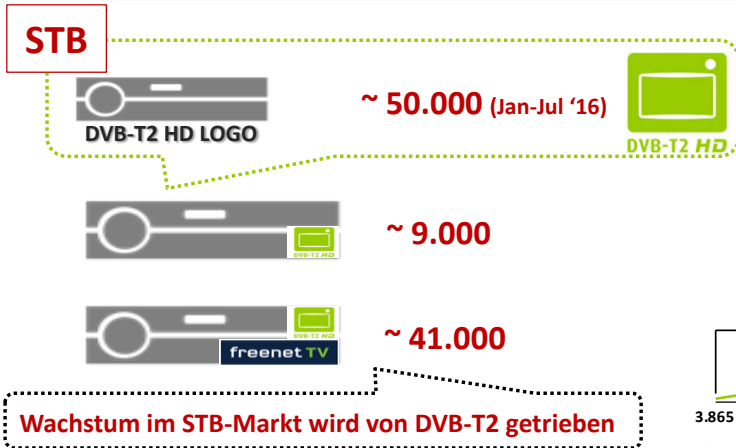 STB
~ 50.000 (Jan-Jul ‘16)
DVB-T2 HD LOGO
DVB-T2 HD
~ 9.000
DVB-T2 HD
~ 41.000
DVB-T2 HD
freenet TV
Wachstum im STB-Markt wird von DVB-T2 getrieben
3.865